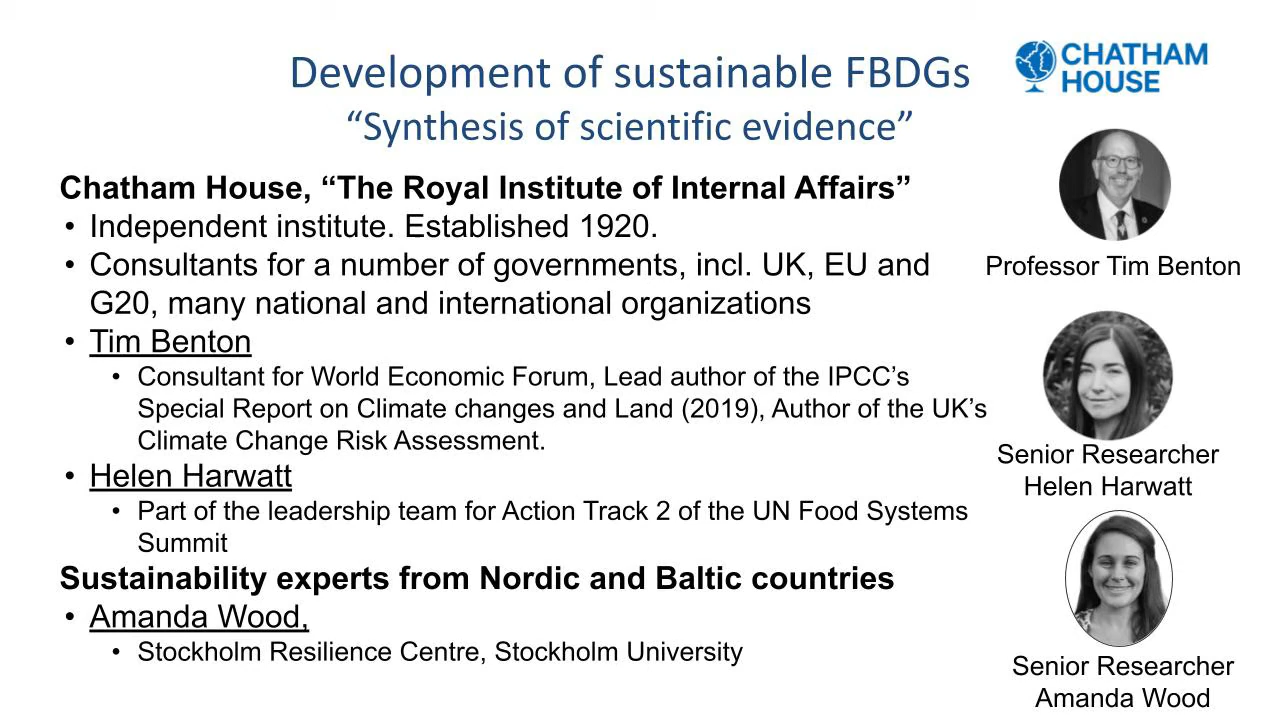 Development of sustainable FBDGs
“Synthesis of scientific evidence”
CHATHAM
HOUSE
Chatham House, “The Royal Institute of Internal Affairs”
• Independent institute. Established 1920.
• Consultants for a number of governments, incl. UK, EU and
G20, many national and international organizations
• Tim Benton
• Consultant for World Economic Forum, Lead author of the IPCC’s
Special Report on Climate changes and Land (2019), Author of the UK’s
Climate Change Risk Assessment.
• Helen Harwatt
• Part of the leadership team for Action Track 2 of the UN Food Systems
Summit
Sustainability experts from Nordic and Baltic countries
• Amanda Wood,
• Stockholm Resilience Centre, Stockholm University
Professor Tim Benton
Senior Researcher
Helen Harwatt
Senior Researcher
Amanda Wood